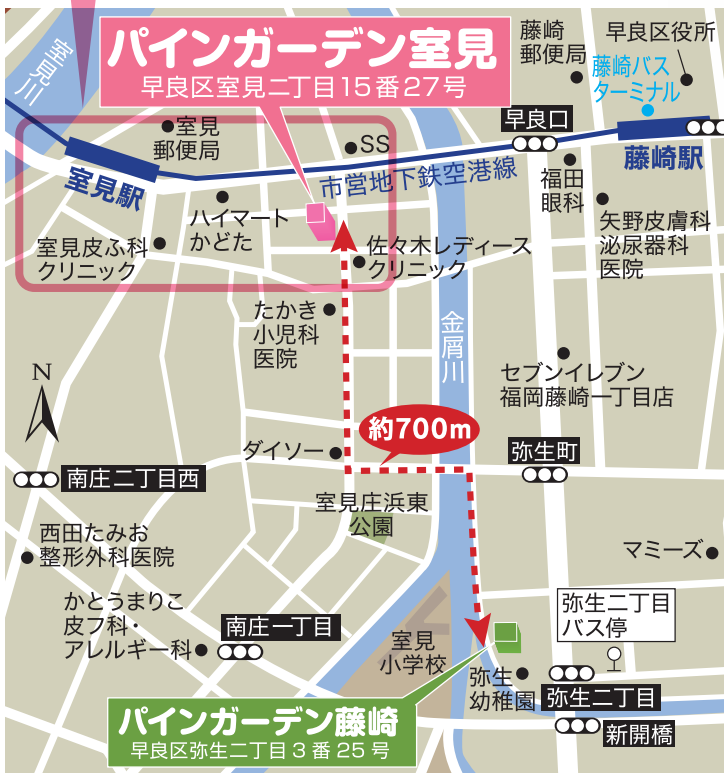 パインガーデン室見
早良区室見二丁目15番27号
室見川
藤崎
郵便局
早良区役所
藤崎バス
ターミナル
早良口
藤崎駅
室見
郵便局
SS
室見駅
市営地下鉄空港線
福田
眼科
ハイマート
かどた
矢野皮膚科
泌尿器科
医院
室見皮ふ科
クリニック
佐々木レディース
クリニック
たかき
小児科
医院
金屑川
セブンイレブン
福岡藤崎一丁目店
N
約700m
ダイソー
弥生町
南庄二丁目西
室見庄浜東
公園
西田たみお
整形外科医院
マミーズ
かとうまりこ
皮フ科・
アレルギー科
南庄一丁目
弥生二丁目
バス停
室見
小学校
弥生
幼稚園
弥生二丁目
新開橋
パインガーデン藤崎
早良区弥生二丁目3番25号